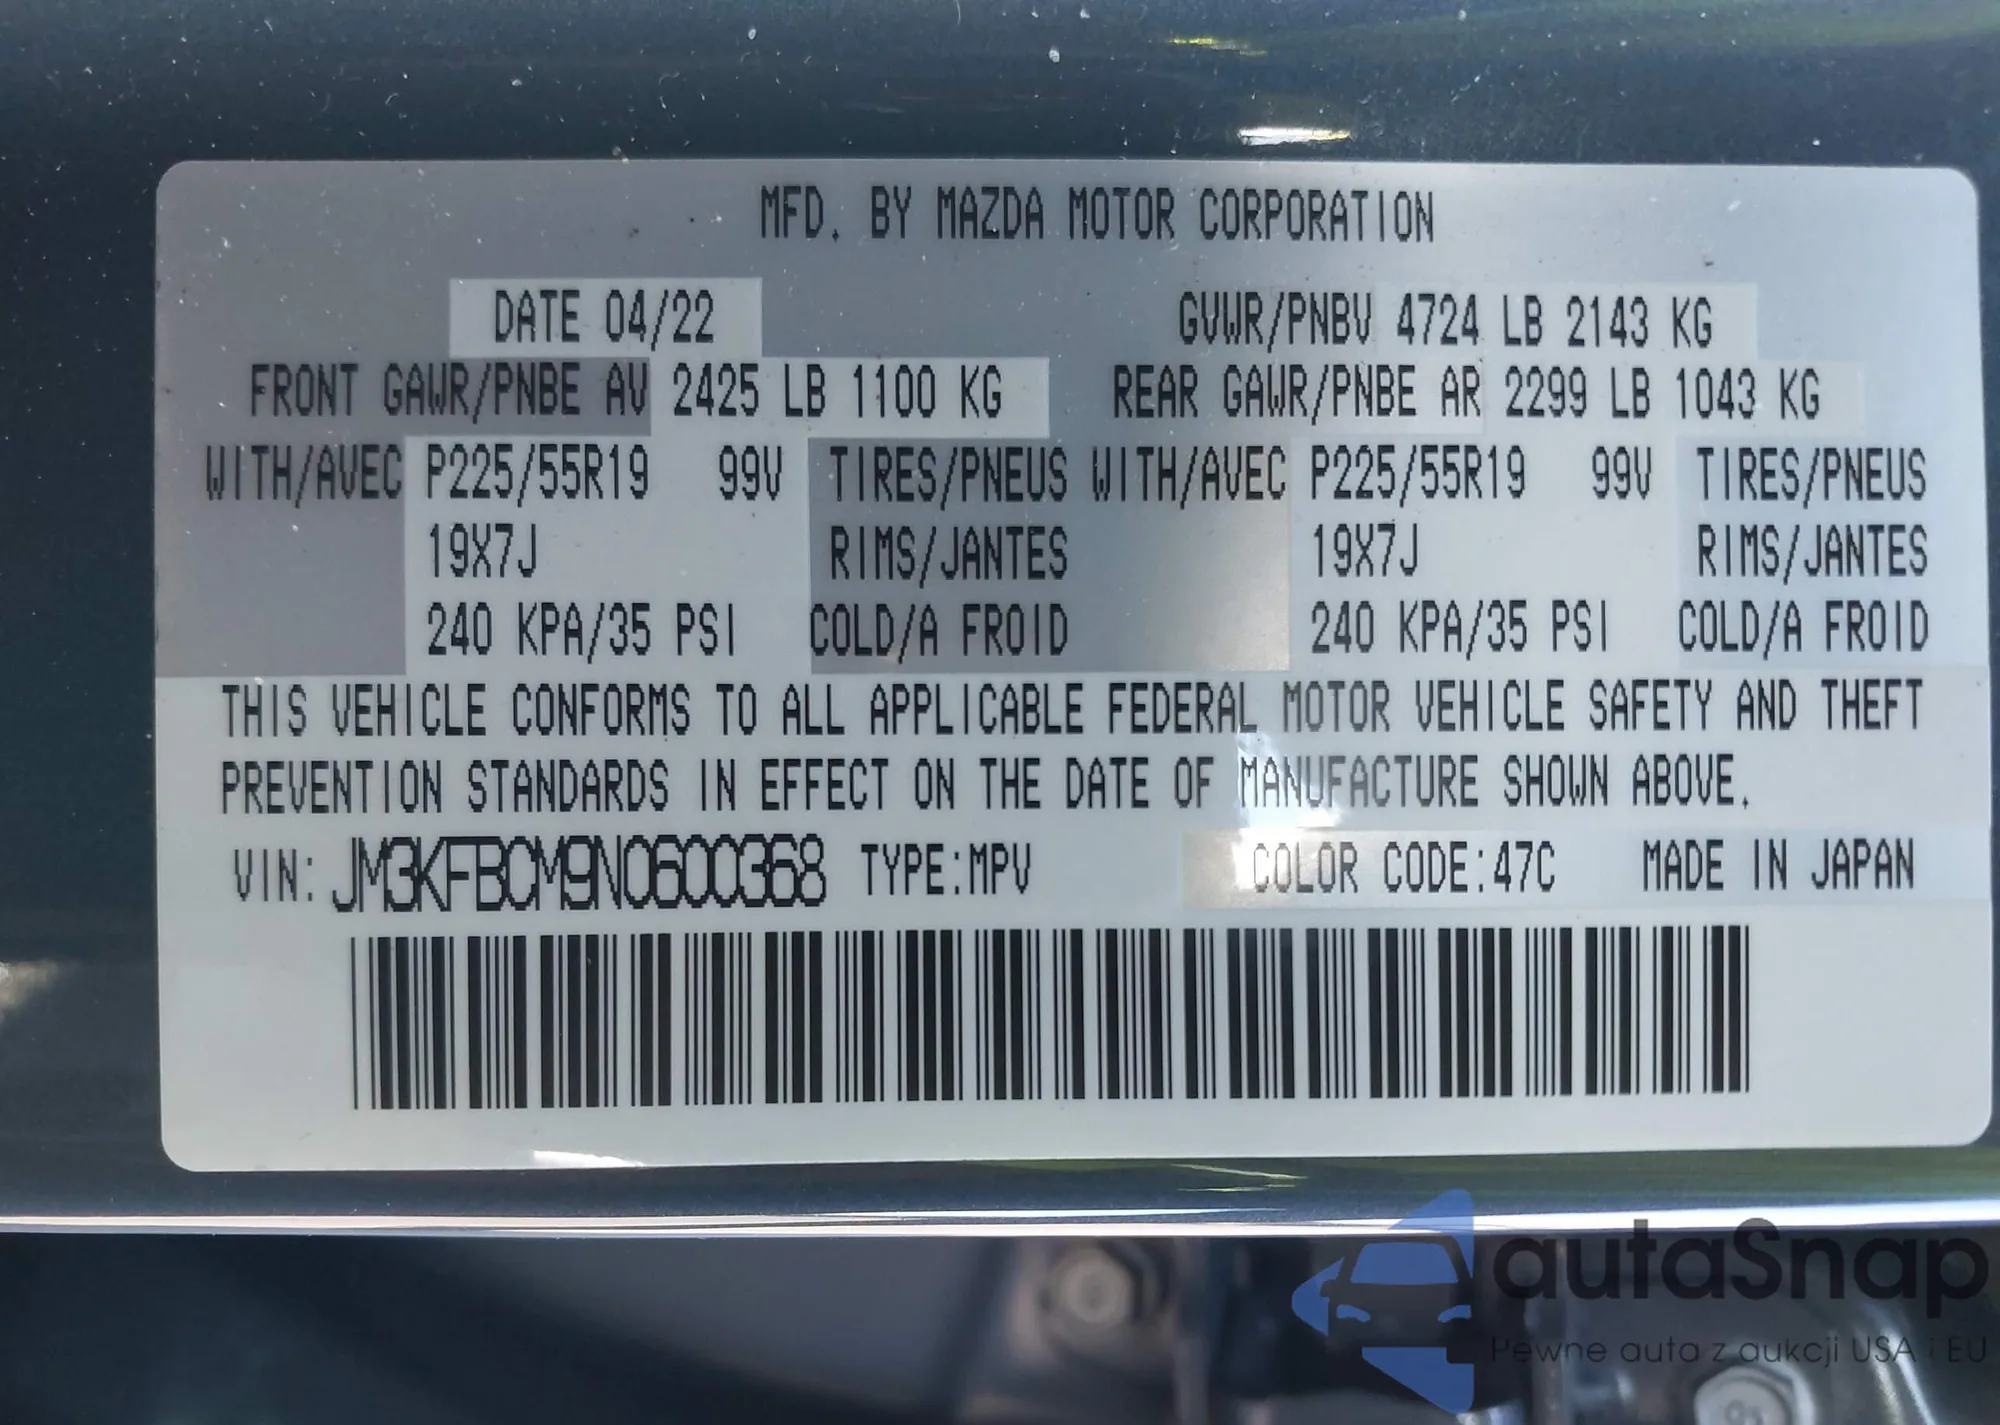 MFD. BY MAZDA MOTOR CORPORATION
DATE 04/22 GVWR/PNBV 4724 LB 2143 KG
FRONT GAWR/PNBE AV 2425 LB 1100 KG REAR GAWR/PNBE AR 2299 LB 1043 KG
WITH/AVEC P225/55R19 99V TIRES/PNEUS WITH/AVEC P225/55R19 99V TIRES/PNEUS
19X7J RIMS/JANTES 19X7J RIMS/JANTES
240 KPA/35 PSI COLD/A FROID 240 KPA/35 PSI COLD/A FROID
THIS VEHICLE CONFORMS TO ALL APPLICABLE FEDERAL MOTOR VEHICLE SAFETY AND THEFT
PREVENTION STANDARDS IN EFFECT ON THE DATE OF MANUFACTURE SHOWN ABOVE.
VIN: JM3KFBCM9N0600368 TYPE:MPV COLOR CODE:47C MADE IN JAPAN
autaSnap
Pewne auta z aukcji USA i EU